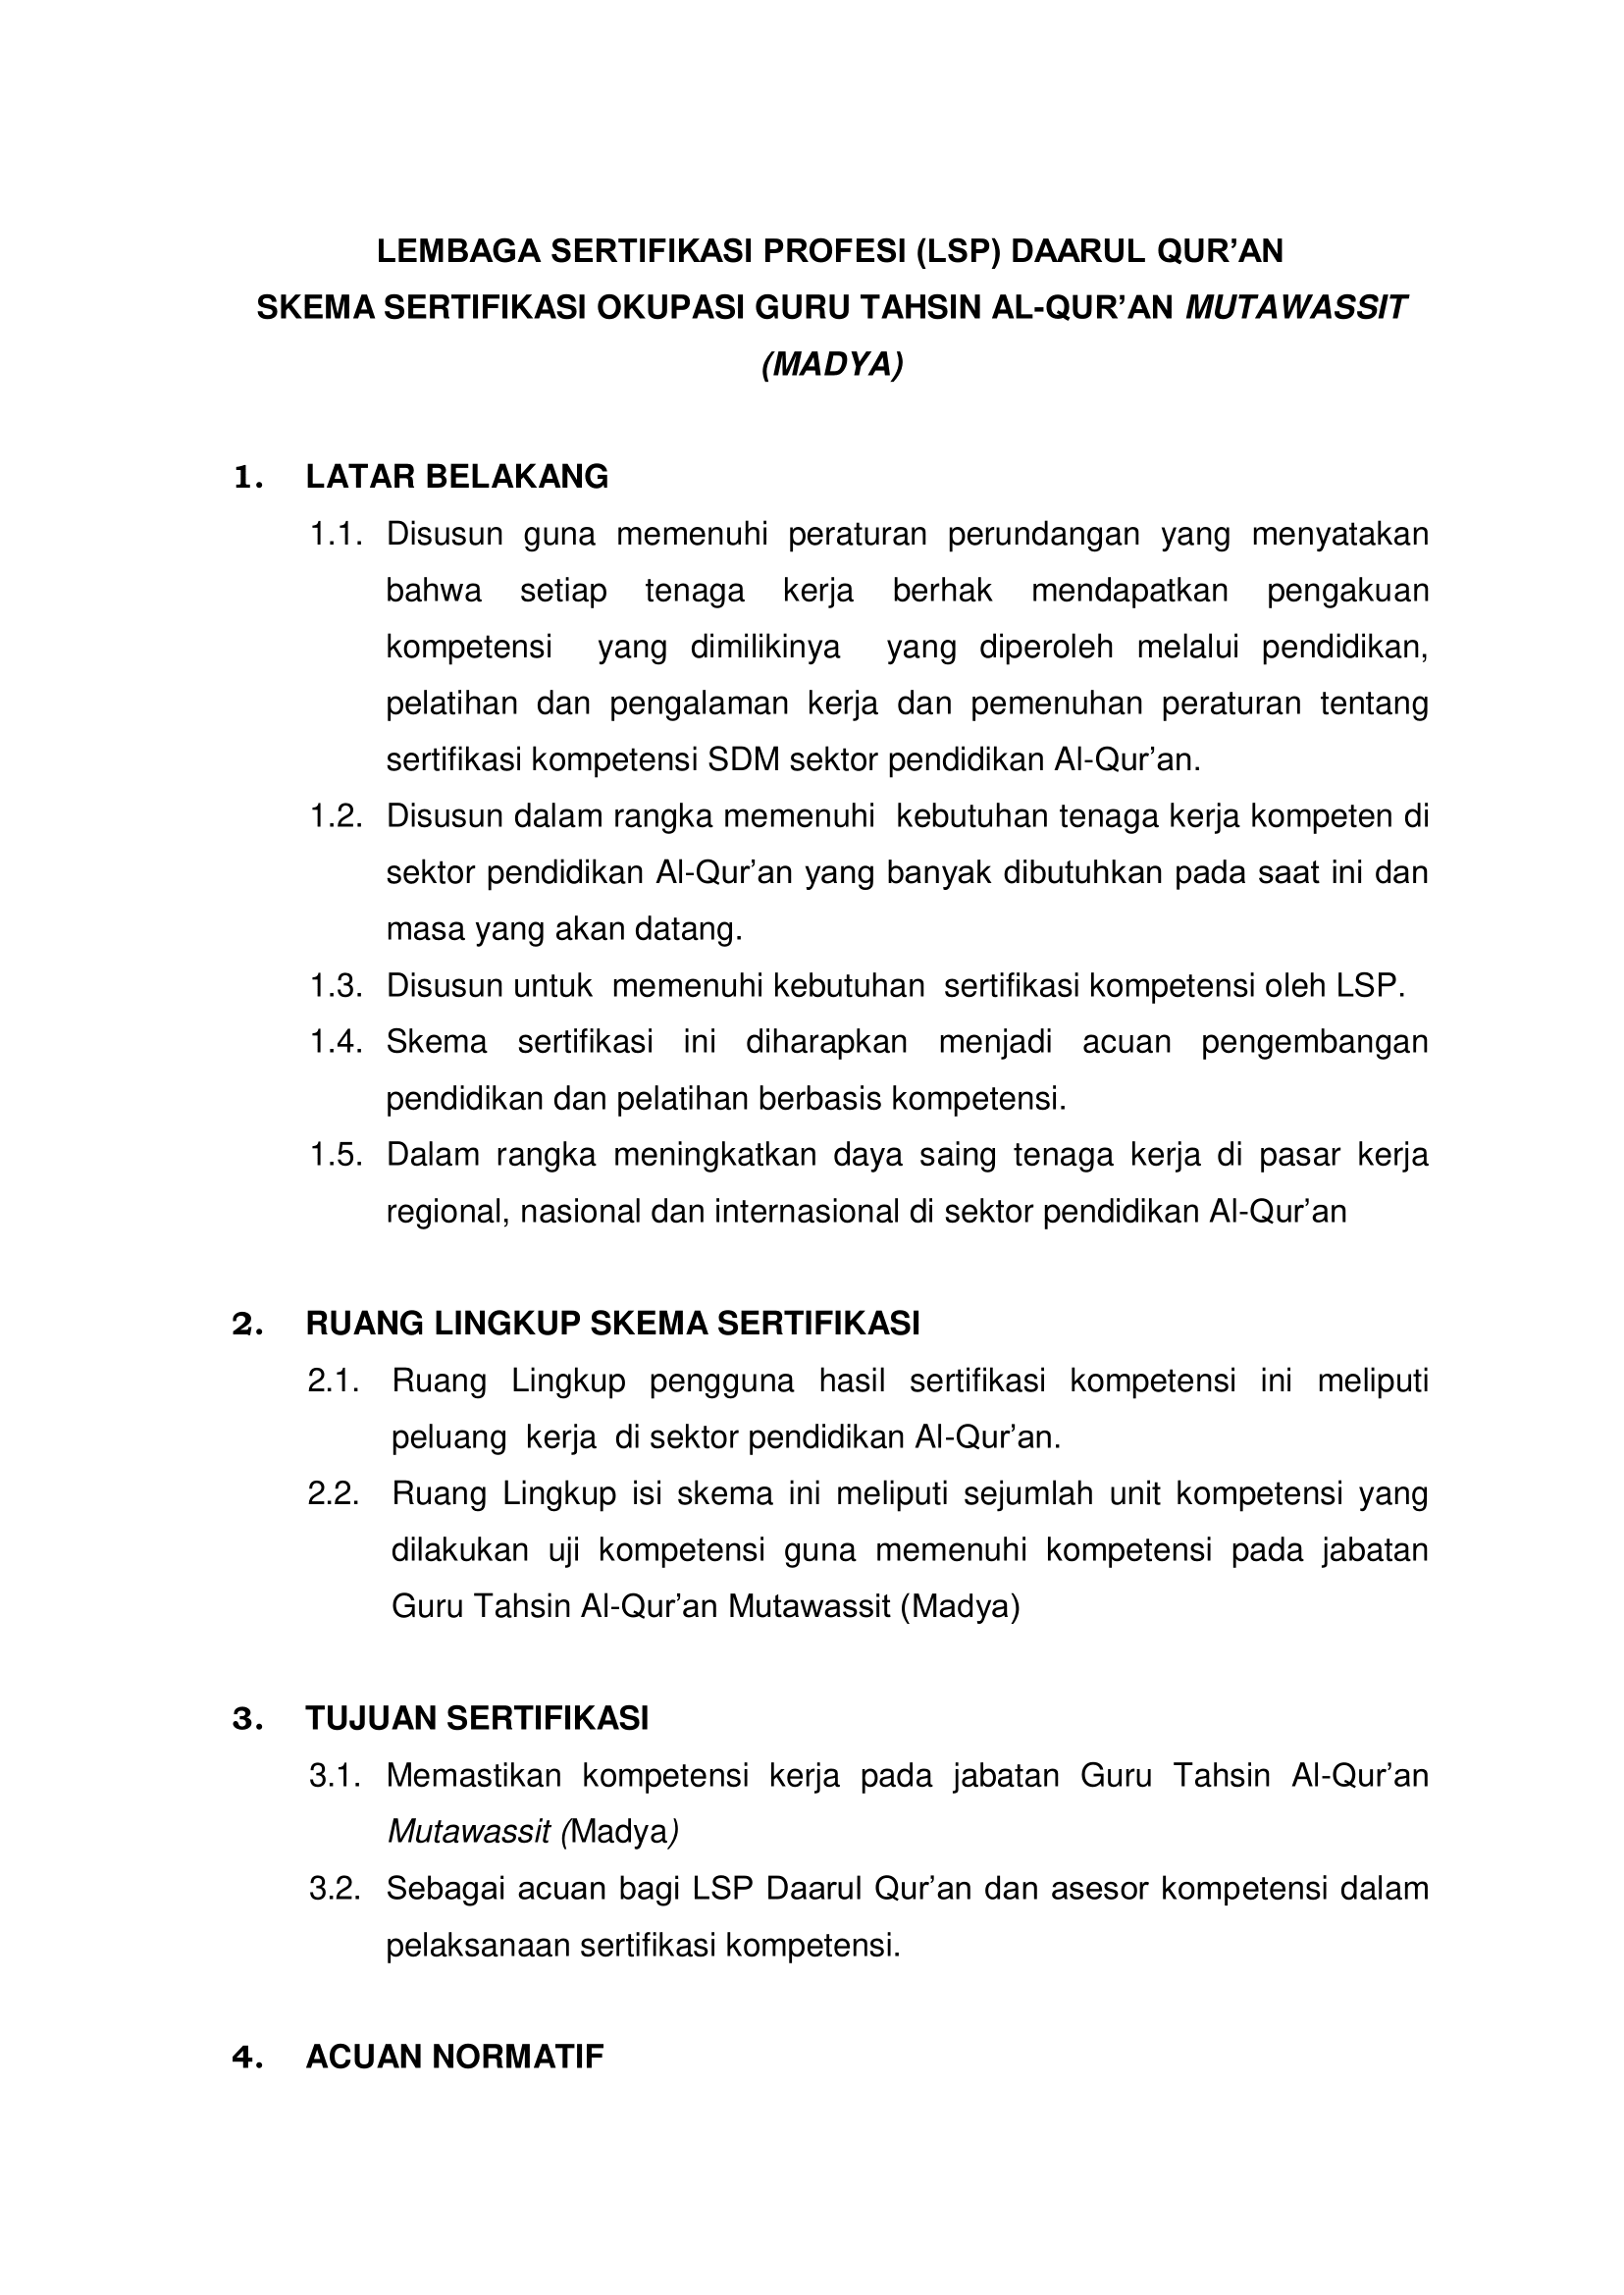 LEMBAGA SERTIFIKASI PROFESI (LSP) DAARUL QUR’AN
SKEMA SERTIFIKASI OKUPASI GURU TAHSIN AL-QUR’AN MUTAWASSIT
(MADYA)
1. LATAR BELAKANG
1.1. Disusun guna memenuhi peraturan perundangan yang menyatakan
bahwa setiap tenaga kerja berhak mendapatkan pengakuan
kompetensi yang dimilikinya yang diperoleh melalui pendidikan,
pelatihan dan pengalaman kerja dan pemenuhan peraturan tentang
sertifikasi kompetensi SDM sektor pendidikan Al-Qur’an.
1.2. Disusun dalam rangka memenuhi kebutuhan tenaga kerja kompeten di
sektor pendidikan Al-Qur’an yang banyak dibutuhkan pada saat ini dan
masa yang akan datang.
1.3. Disusun untuk memenuhi kebutuhan sertifikasi kompetensi oleh LSP.
1.4. Skema sertifikasi ini diharapkan menjadi acuan pengembangan
pendidikan dan pelatihan berbasis kompetensi.
1.5. Dalam rangka meningkatkan daya saing tenaga kerja di pasar kerja
regional, nasional dan internasional di sektor pendidikan Al-Qur’an
2. RUANG LINGKUP SKEMA SERTIFIKASI
2.1. Ruang Lingkup pengguna hasil sertifikasi kompetensi ini meliputi
peluang kerja di sektor pendidikan Al-Qur’an.
2.2. Ruang Lingkup isi skema ini meliputi sejumlah unit kompetensi yang
dilakukan uji kompetensi guna memenuhi kompetensi pada jabatan
Guru Tahsin Al-Qur’an Mutawassit (Madya)
3. TUJUAN SERTIFIKASI
3.1. Memastikan kompetensi kerja pada jabatan Guru Tahsin Al-Qur’an
Mutawassit (Madya)
3.2. Sebagai acuan bagi LSP Daarul Qur’an dan asesor kompetensi dalam
pelaksanaan sertifikasi kompetensi.
4. ACUAN NORMATIF